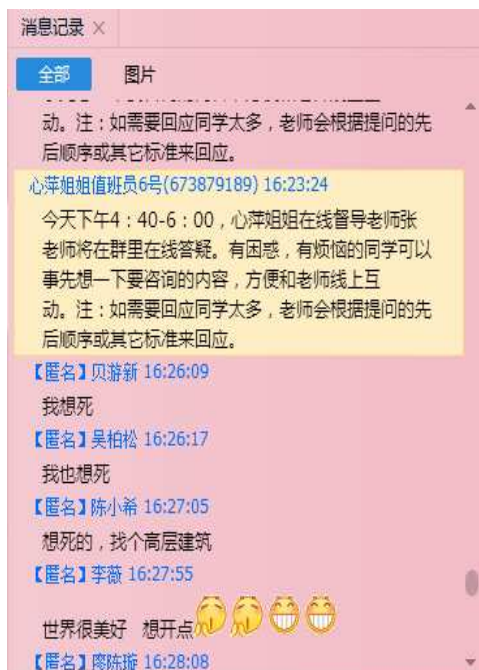 消息记录 ×
全部 图片
动。注：如需要回应同学太多，老师会根据提问的先
后顺序或其它标准来回应。
心萍姐姐值班员6号(673879189) 16:23:24
今天下午4：40-6：00，心萍姐姐在线督导老师张
老师将在群里在线答疑。有困惑，有烦恼的同学可以
事先想一下要咨询的内容，方便和老师线上互
动。注：如需要回应同学太多，老师会根据提问的先
后顺序或其它标准来回应。
【匿名】贝游新 16:26:09
我想死
【匿名】吴柏松 16:26:17
我也想死
【匿名】陈小希 16:27:05
想死的，找个高层建筑
【匿名】李薇 16:27:55
世界很美好 想开点
【匿名】廖陈璇 16:28:08